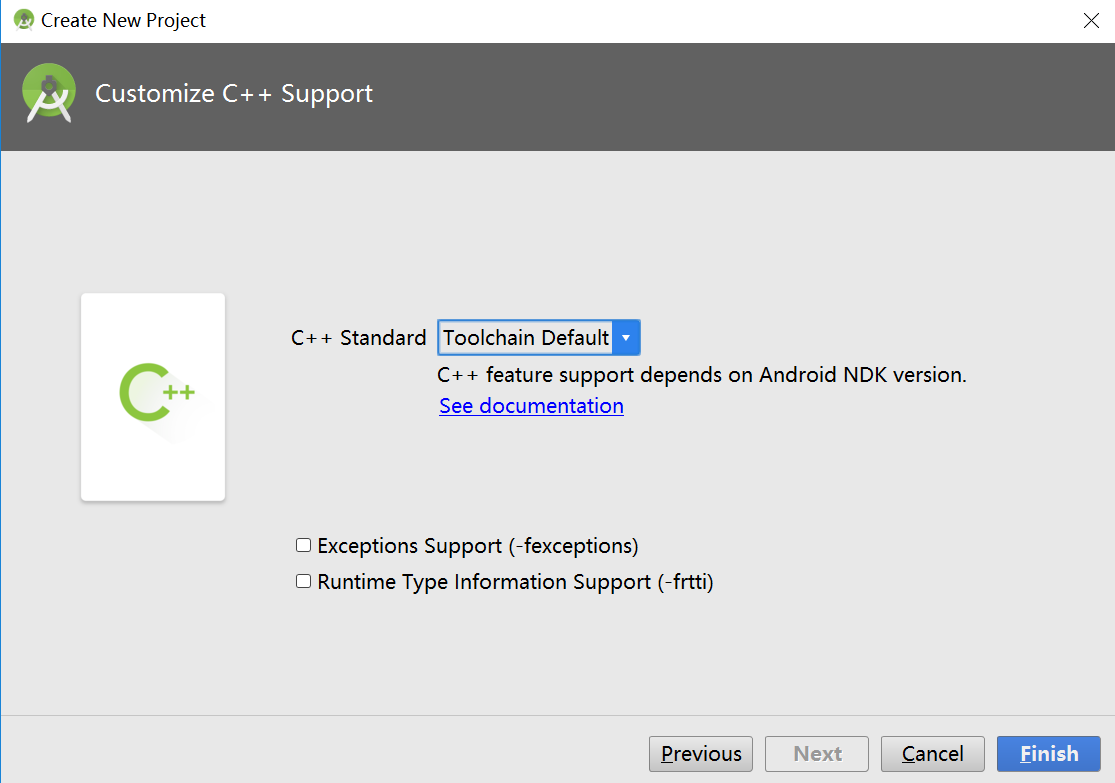 Create New Project
Customize C++ Support
C++
C++ Standard Toolchain Default
C++ feature support depends on Android NDK version.
See documentation
Exceptions Support (-fexceptions)
Runtime Type Information Support (-frtti)
Previous Next Cancel Finish